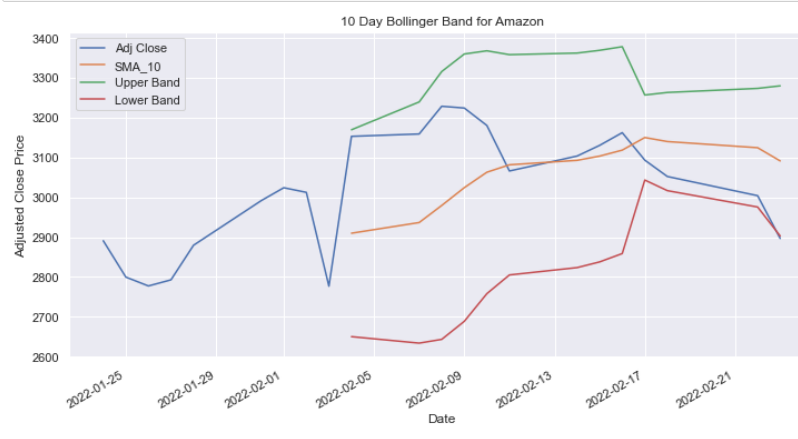 10 Day Bollinger Band for Amazon
Adj Close
SMA_10
Upper Band
Lower Band
Adjusted Close Price
3400
3300
3200
3100
3000
2900
2800
2700
2600
2022-01-25
2022-01-29
2022-02-01
2022-02-05
2022-02-09
2022-02-13
2022-02-17
2022-02-21
Date